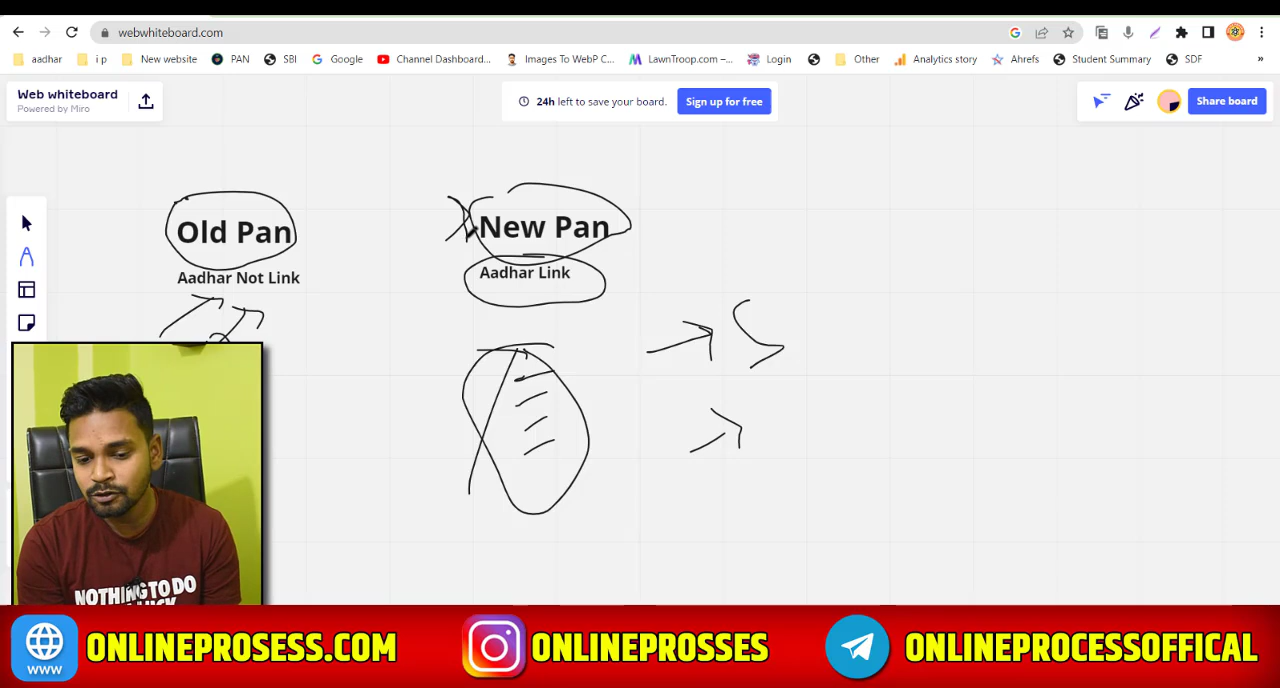 webwhiteboard.com
aadhar
i p
New website
PAN
SBI
Google
Channel Dashboard...
Images To WebP C...
LawnTroop.com –...
Login
Other
Analytics story
Ahrefs
Student Summary
SDF
»
Web whiteboard
Powered by Miro
24h left to save your board.
Sign up for free
Share board
Old Pan
New Pan
Aadhar Not Link
Aadhar Link
NOTHING TO DO
WWW
ONLINEPROSESS.COM
ONLINEPROSSES
ONLINEPROCESSOFFICAL